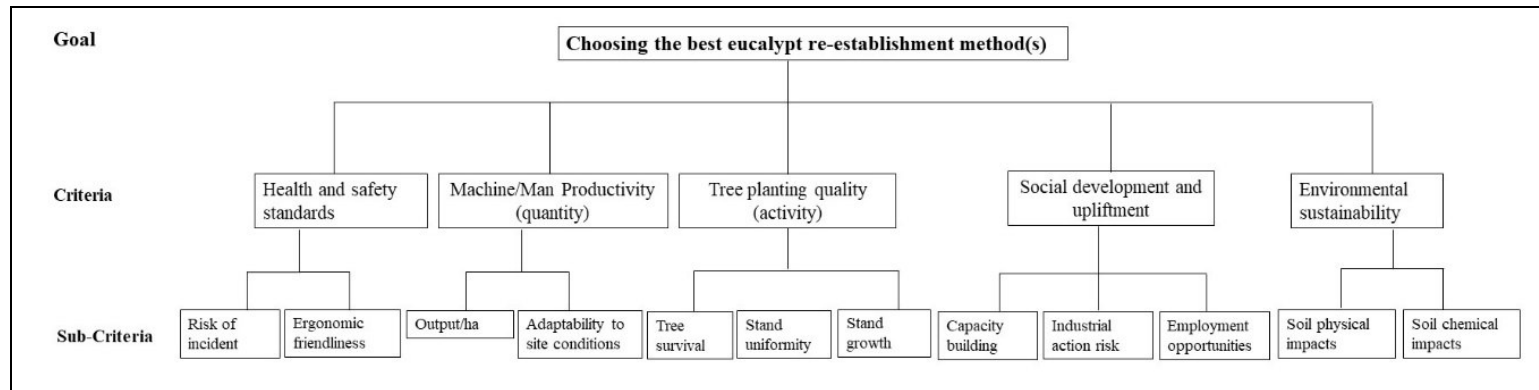 Goal
Choosing the best eucalypt re-establishment method(s)
Criteria
Health and safety
standards
Machine/Man Productivity
(quantity)
Tree planting quality
(activity)
Social development and
upliftment
Environmental
sustainability
Sub-Criteria
Risk of
incident
Ergonomic
friendliness
Output/ha
Adaptability to
site conditions
Tree
survival
Stand
uniformity
Stand
growth
Capacity
building
Industrial
action risk
Employment
opportunities
Soil physical
impacts
Soil chemical
impacts